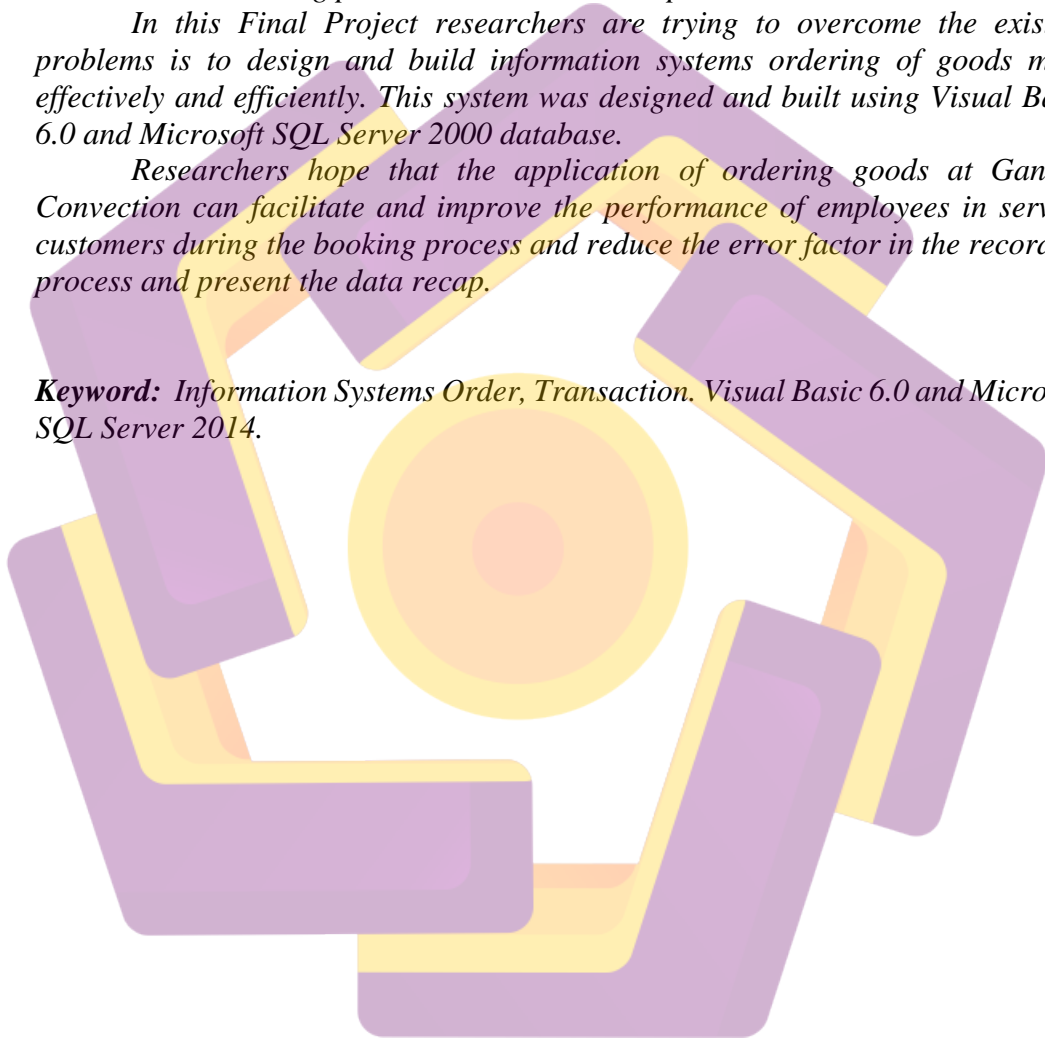 In this Final Project researchers are trying to overcome the exist
problems is to design and build information systems ordering of goods m
effectively and efficiently. This system was designed and built using Visual Ba
6.0 and Microsoft SQL Server 2000 database.
Researchers hope that the application of ordering goods at Gan
Convection can facilitate and improve the performance of employees in serv
customers during the booking process and reduce the error factor in the record
process and present the data recap.
Keyword: Information Systems Order, Transaction. Visual Basic 6.0 and Micro
SQL Server 2014.